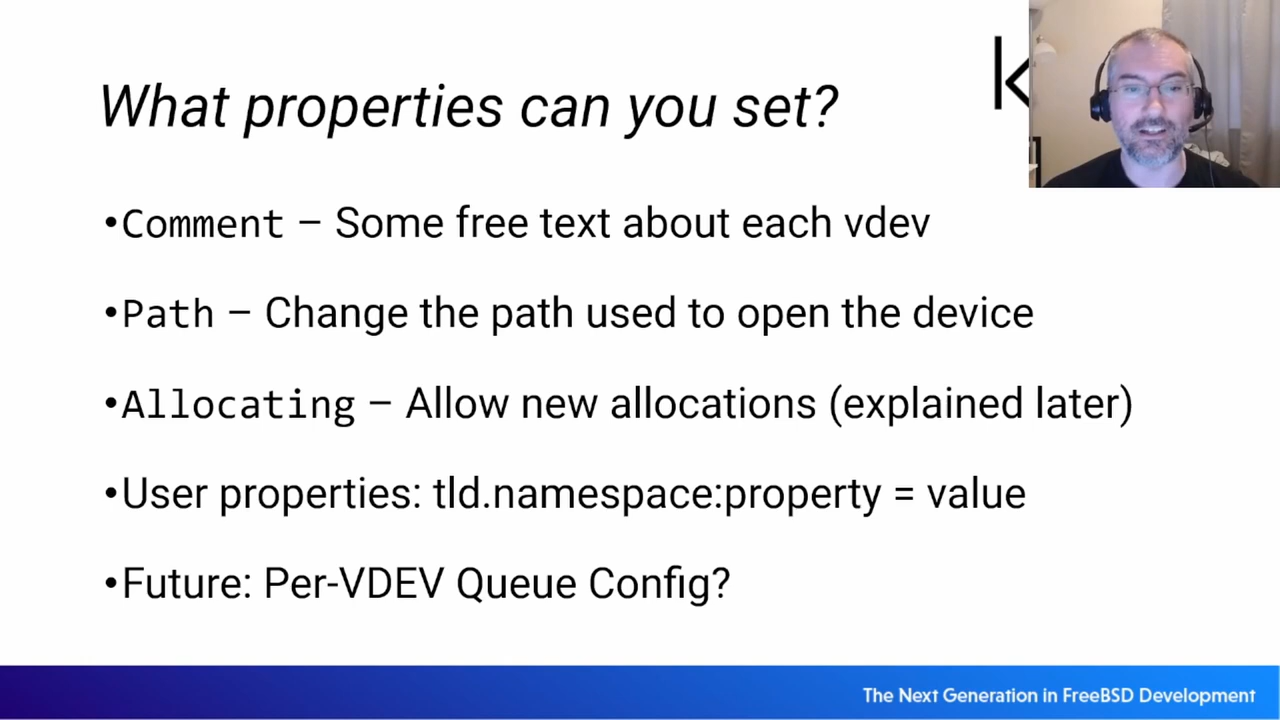 What properties can you set?
k
•Comment – Some free text about each vdev
•Path – Change the path used to open the device
•Allocating – Allow new allocations (explained later)
•User properties: tld.namespace:property = value
•Future: Per-VDEV Queue Config?
The Next Generation in FreeBSD Development